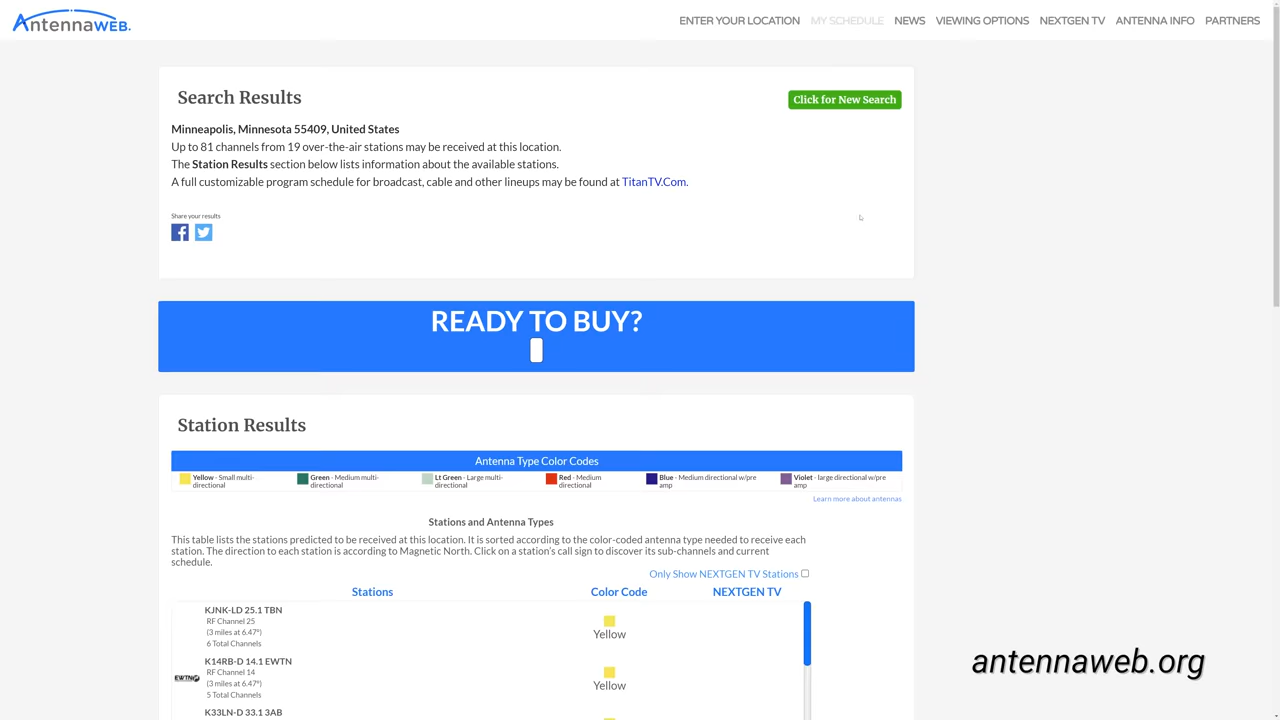 AntennaWEB.
ENTER YOUR LOCATION MY SCHEDULE NEWS VIEWING OPTIONS NEXTGEN TV ANTENNA INFO PARTNERS
Search Results
Click for New Search
Minneapolis, Minnesota 55409, United States
Up to 81 channels from 19 over-the-air stations may be received at this location.
The Station Results section below lists information about the available stations.
A full customizable program schedule for broadcast, cable and other lineups may be found at TitanTV.Com.
Share your results
READY TO BUY?
Station Results
Antenna Type Color Codes
Yellow - Small multi-
directional
Green - Medium multi-
directional
Lt Green - Large multi-
directional
Red - Medium
directional
Blue - Medium directional w/pre
amp
Violet - large directional w/pre
amp
Learn more about antennas
Stations and Antenna Types
This table lists the stations predicted to be received at this location. It is sorted according to the color-coded antenna type needed to receive each
station. The direction to each station is according to Magnetic North. Click on a station's call sign to discover its sub-channels and current
schedule.
Only Show NEXTGEN TV Stations
Stations Color Code NEXTGEN TV
KJNK-LD 25.1 TBN
RF Channel 25
(3 miles at 6.47°)
6 Total Channels
Yellow
EWTN
K14RB-D 14.1 EWTN
RF Channel 14
(3 miles at 6.47°)
5 Total Channels
Yellow
K33LN-D 33.1 3AB
antennaweb.org